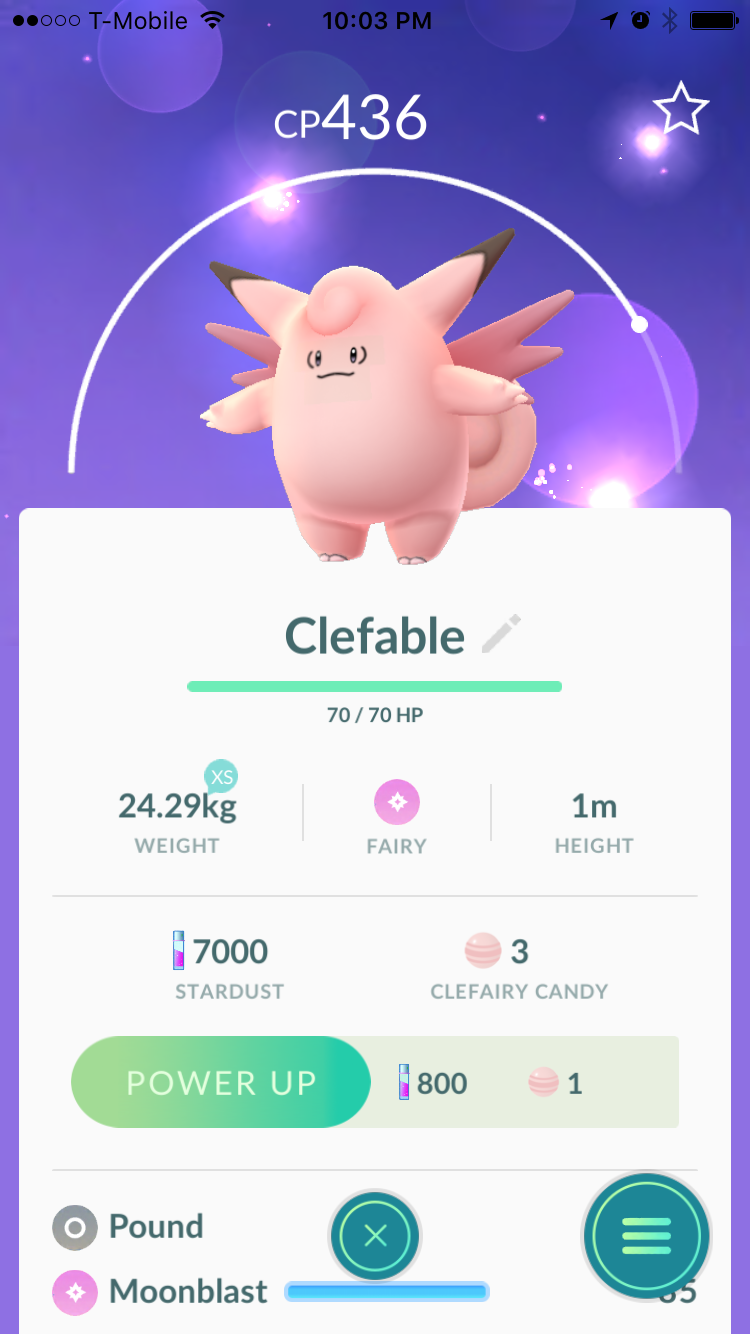 T-Mobile 10:03 PM
CP436
Clefable
70 / 70 HP
XS
24.29kg 1m
WEIGHT FAIRY HEIGHT
7000 3
STARDUST CLEFAIRY CANDY
POWER UP 800 1
Pound
Moonblast